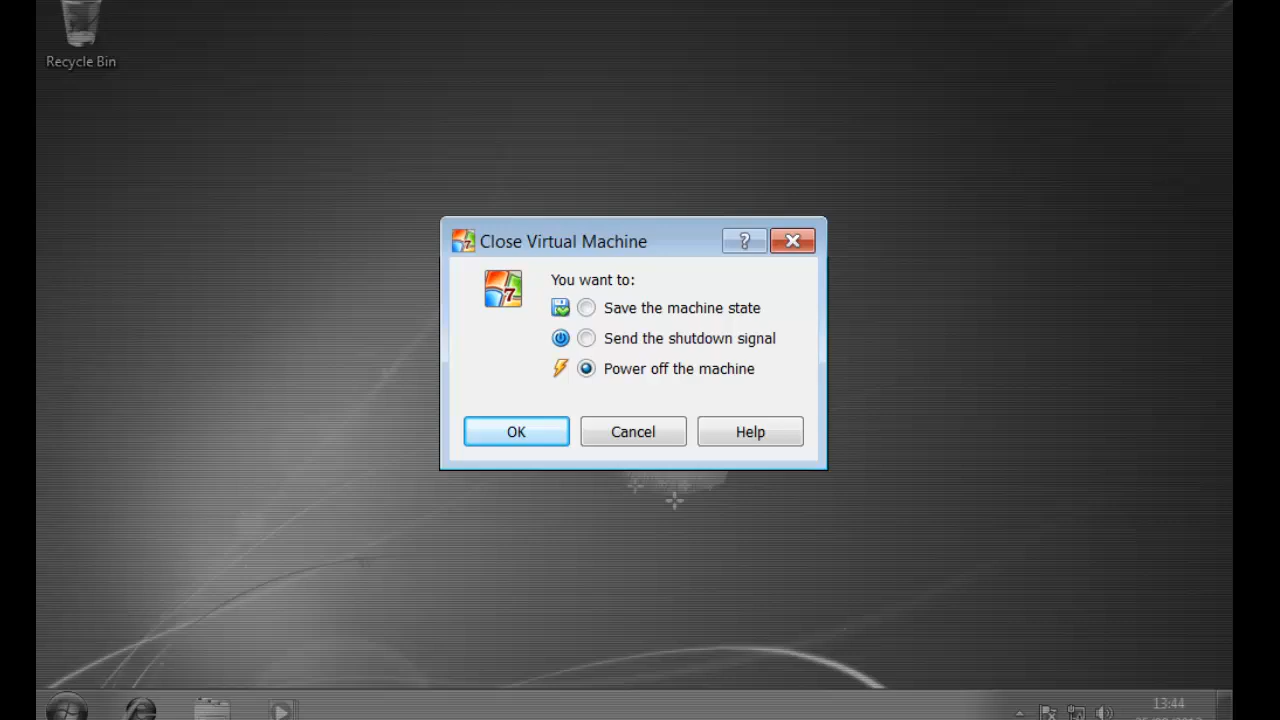 Recycle Bin
Close Virtual Machine
You want to:
Save the machine state
Send the shutdown signal
Power off the machine
OK Cancel Help
13:44